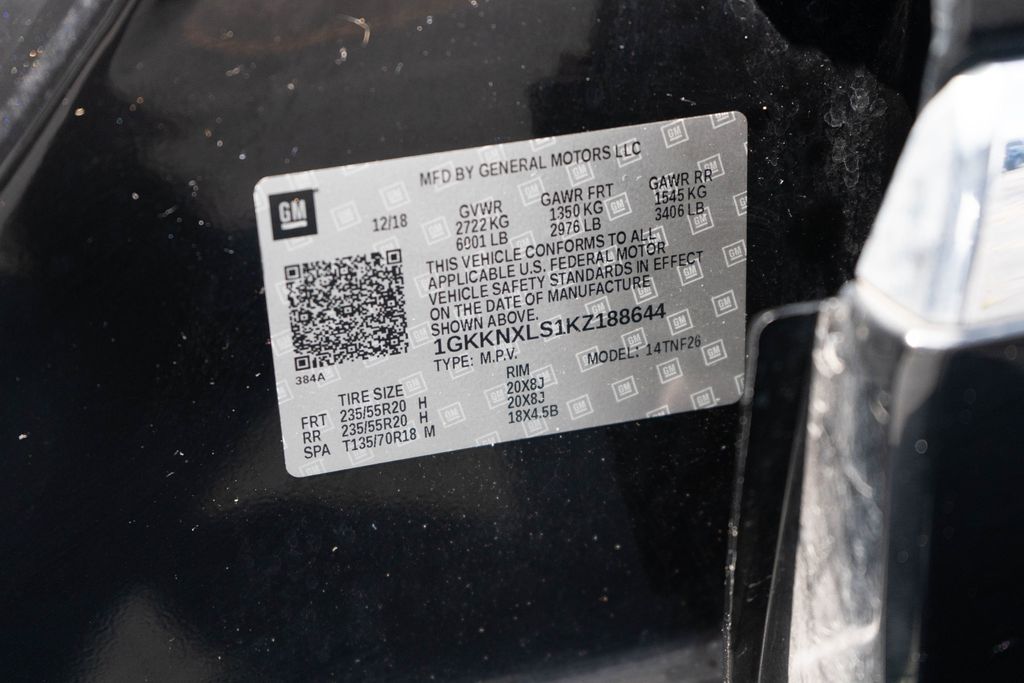 MFD BY GENERAL MOTORS LLC
GM
12/18
GVWR
2722 KG
6001 LB
GAWR FRT
1350 KG
2976 LB
GAWR RR
1545 KG
3406 LB
THIS VEHICLE CONFORMS TO ALL
APPLICABLE U.S. FEDERAL MOTOR
VEHICLE SAFETY STANDARDS IN EFFECT
ON THE DATE OF MANUFACTURE
SHOWN ABOVE.
1GKKNXLS1KZ188644
TYPE: M.P.V.
MODEL: 14TNF26
384A
TIRE SIZE
RIM
FRT 235/55R20 H 20X8J
RR 235/55R20 H 20X8J
SPA T135/70R18 M 18X4.5B